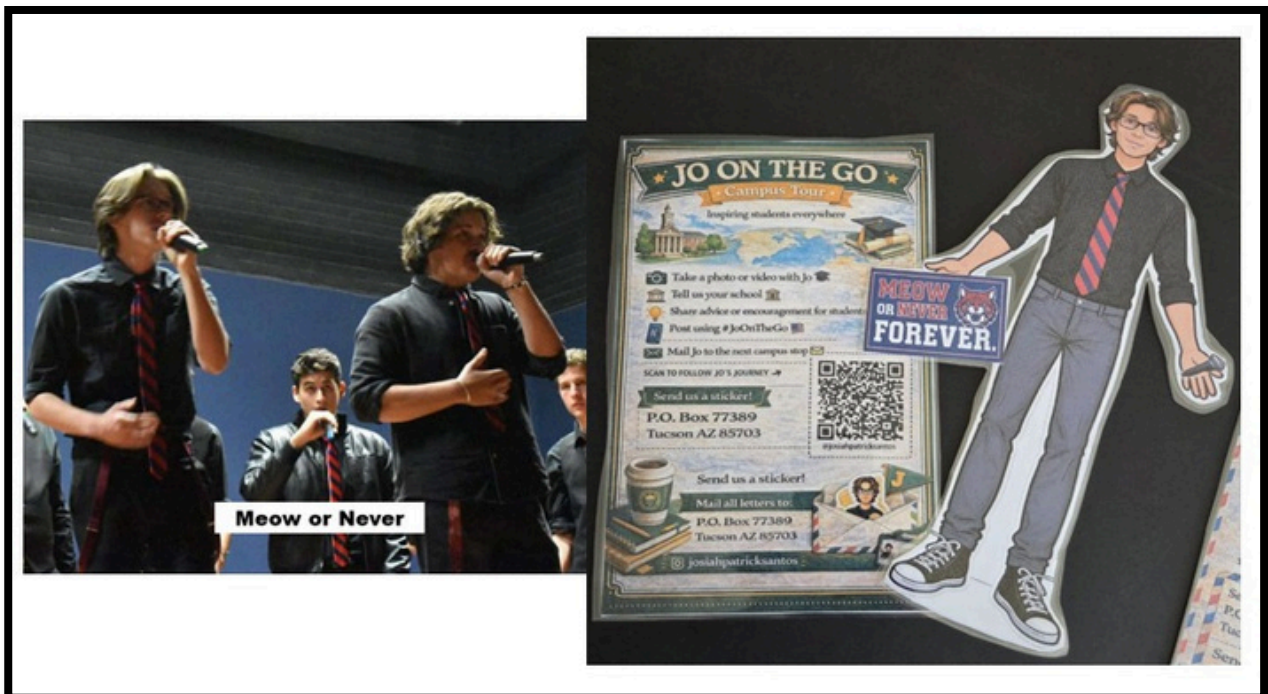 Meow or Never
JO ON THE GO
Campus Tour
Inspiring students everywhere
Take a photo or video with Jo
Tell us your school
Share advice or encouragement for students
Post using #JoOnTheGo
Mail Jo to the next campus stop
SCAN TO FOLLOW JO'S JOURNEY
Send us a sticker!
P.O. Box 77389
Tucson AZ 85703
@josiahpatricksantos
Send us a sticker!
Mail all letters to:
P.O. Box 77389
Tucson AZ 85703
josiahpatricksantos
J
MEOW
OR NEVER
FOREVER.